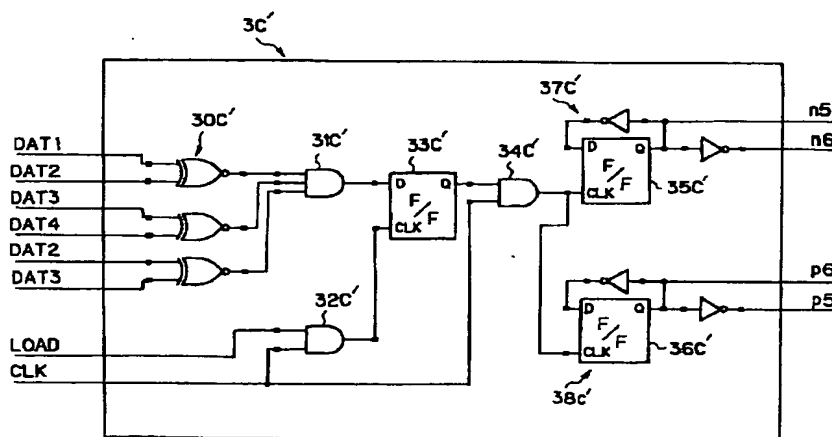 3C′
30C′
31C′
33C′
34C′
37C′
n5
n6
DAT1
DAT2
DAT3
DAT4
DAT2
DAT3
D Q
F/F
CLK
D Q
F/F
CLK
35C′
32C′
p6
p5
D Q
F/F
CLK
36C′
38c′
LOAD
CLK